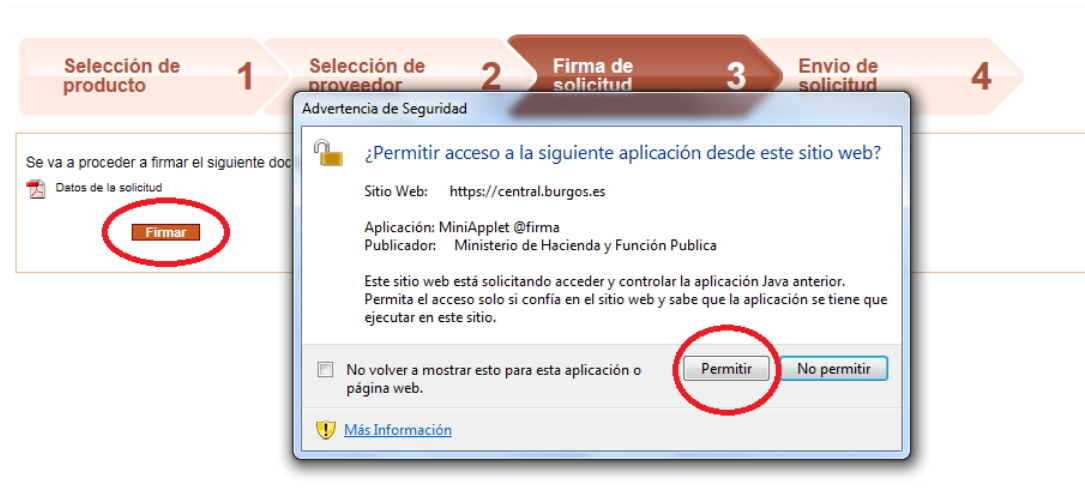 Selección de
producto
1
Selección de
proveedor
2
Firma de
solicitud
3
Envio de
solicitud
4
Advertencia de Seguridad
Se va a proceder a firmar el siguiente doc
Datos de la solicitud
Firmar
¿Permitir acceso a la siguiente aplicación desde este sitio web?
Sitio Web: https://central.burgos.es
Aplicación: MiniApplet @firma
Publicador: Ministerio de Hacienda y Función Publica
Este sitio web está solicitando acceder y controlar la aplicación Java anterior.
Permita el acceso solo si confía en el sitio web y sabe que la aplicación se tiene que
ejecutar en este sitio.
No volver a mostrar esto para esta aplicación o
página web.
Permitir
No permitir
Más Información